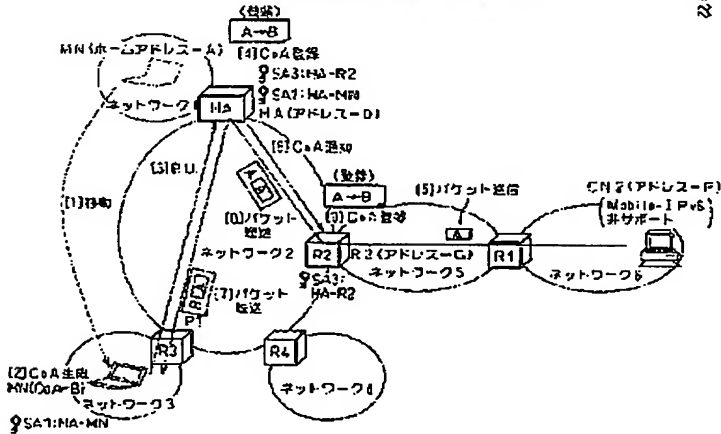 (登録)
A→B
MN(ホームアドレス=A)
[4]CoA登録
SA3:HA-R2
SA1:HA-MN
ネットワーク
HA
HA(アドレス=D)
[3]B.U.
[8]CoA通知
(登録)
A→B
[1]移動
[9]CoA登録
[5]パケット送信
A
CN2(アドレス=F)
(Mobile-IPv6
非サポート)
A
[6]パケット
転送
ネットワーク2
R2
R2(アドレス=G)
ネットワーク5
R1
ネットワーク6
SA3:
HA-R2
B A
[7]パケット
転送
R3
R4
[2]CoA生成
MN(CoA=B)
ネットワーク3
ネットワーク4
SA1:HA-MN